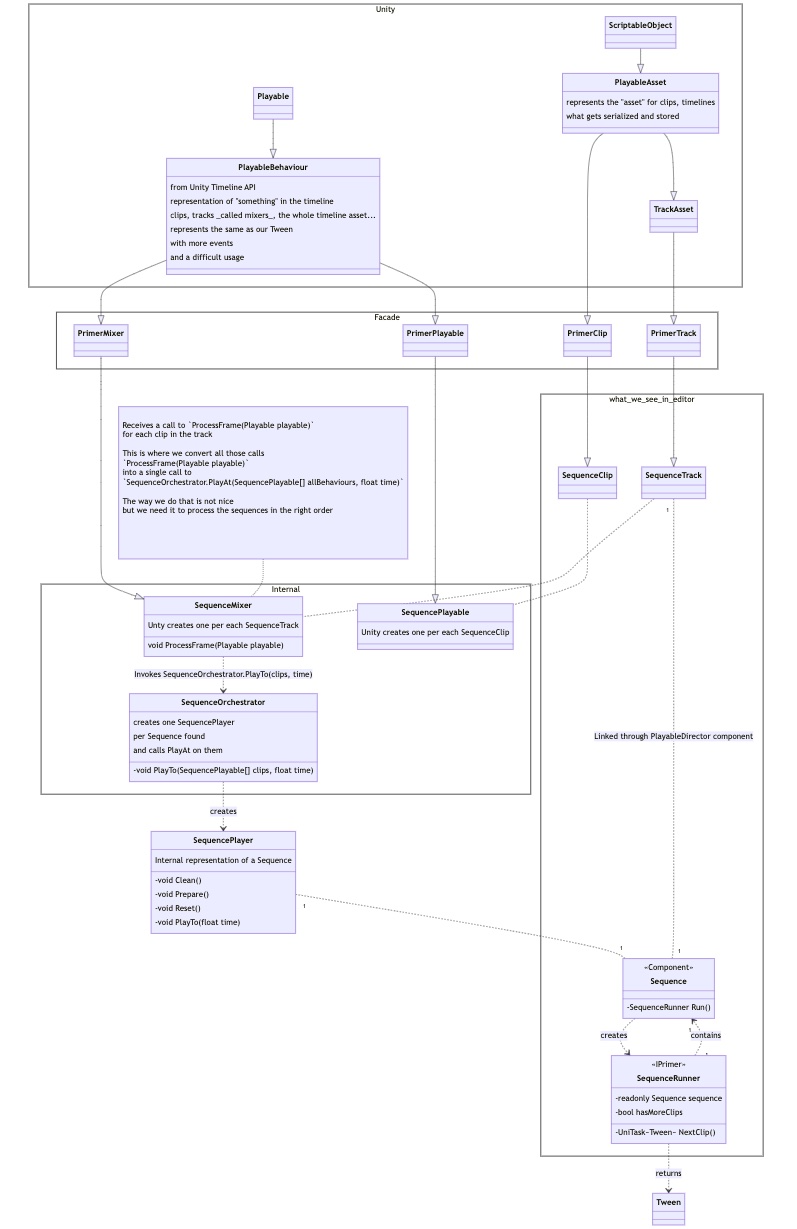 Unity
ScriptableObject
PlayableAsset
represents the "asset" for clips, timelines
what gets serialized and stored
Playable
PlayableBehaviour
from Unity Timeline API
representation of "something" in the timeline
clips, tracks _called mixers_, the whole timeline asset...
represents the same as our Tween
with more events
and a difficult usage
TrackAsset
Facade
PrimerMixer
PrimerPlayable
PrimerClip
PrimerTrack
what_we_see_in_editor
Receives a call to `ProcessFrame(Playable playable)`
for each clip in the track
This is where we convert all those calls
`ProcessFrame(Playable playable)`
into a single call to
`SequenceOrchestrator.PlayAt(SequencePlayable[] allBehaviours, float time)`
The way we do that is not nice
but we need it to process the sequences in the right order
SequenceClip
SequenceTrack
1
Internal
SequenceMixer
Unty creates one per each SequenceTrack
void ProcessFrame(Playable playable)
SequencePlayable
Unity creates one per each SequenceClip
Invokes SequenceOrchestrator.PlayTo(clips, time)
SequenceOrchestrator
creates one SequencePlayer
per Sequence found
and calls PlayAt on them
-void PlayTo(SequencePlayable[] clips, float time)
Linked through PlayableDirector component
creates
SequencePlayer
Internal representation of a Sequence
-void Clean()
-void Prepare()
-void Reset()
-void PlayTo(float time)
1
1
1
«Component»
Sequence
-SequenceRunner Run()
creates
1
contains
«IPrimer»
SequenceRunner
-readonly Sequence sequence
-bool hasMoreClips
-UniTask~Tween~ NextClip()
returns
Tween